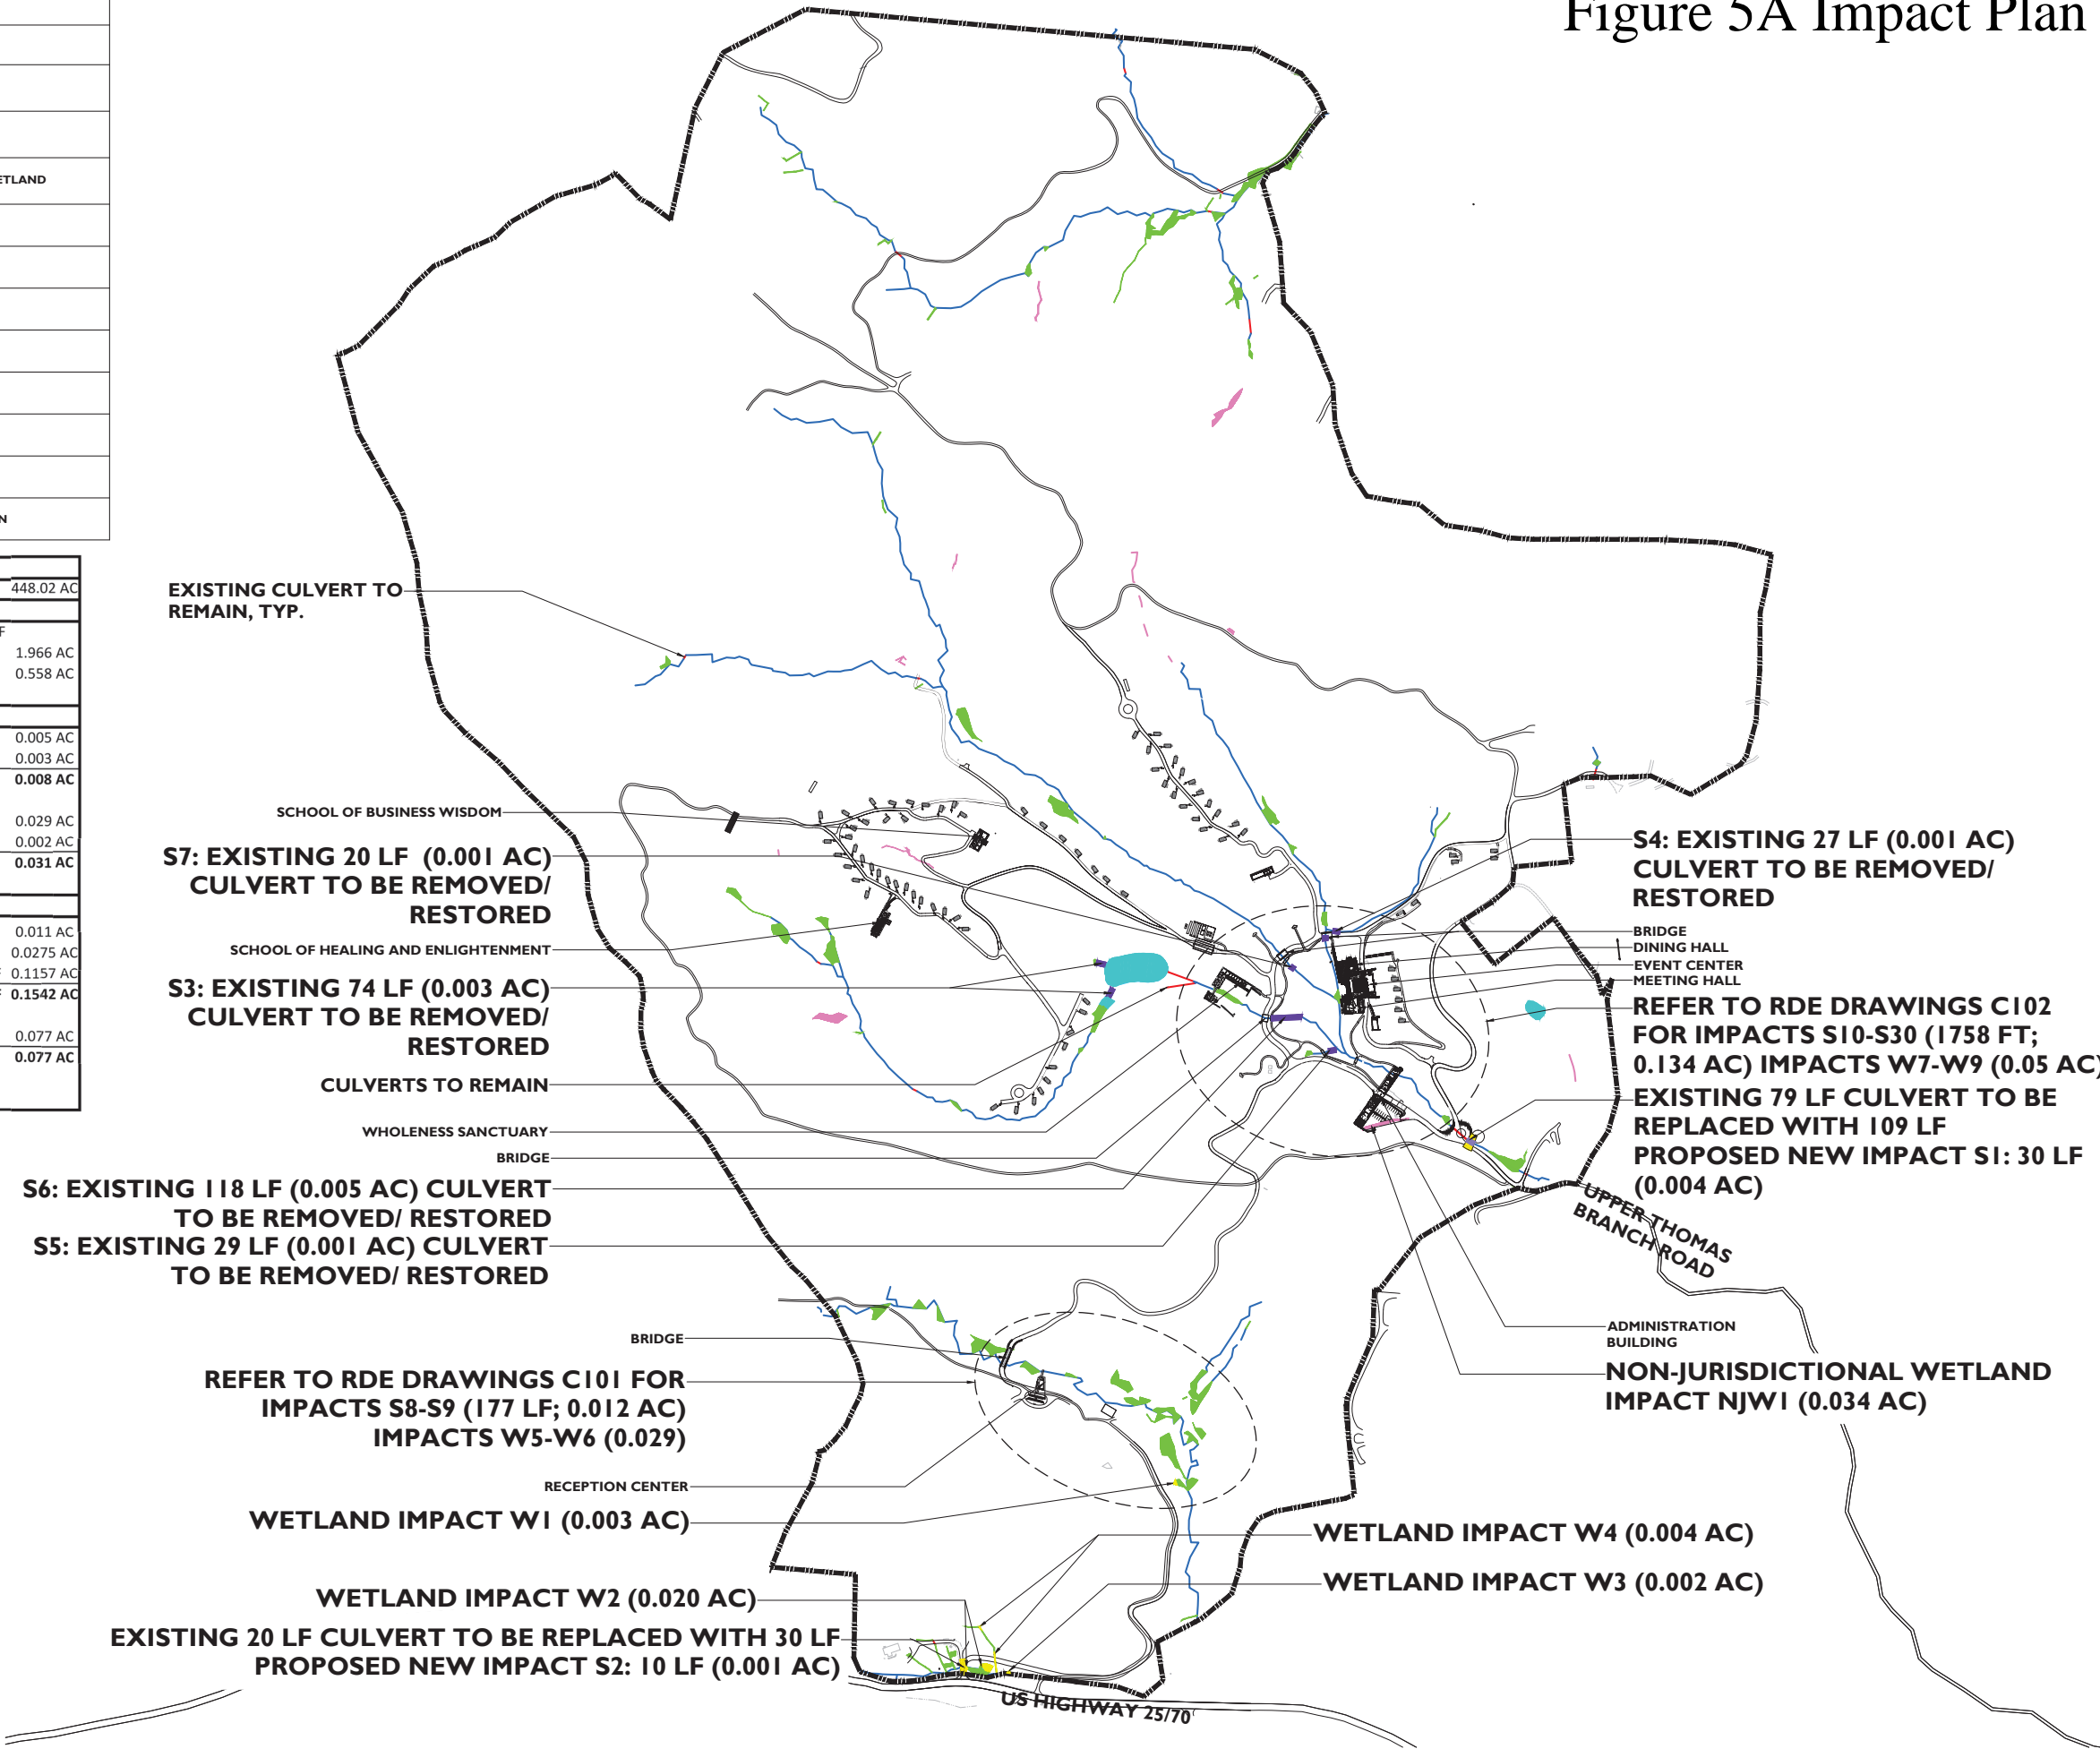 Figure 5A Impact Plan
ETLAND
N
448.02 AC
F
1.966 AC
0.558 AC
0.005 AC
0.003 AC
0.008 AC
0.029 AC
0.002 AC
0.031 AC
0.011 AC
0.0275 AC
F 0.1157 AC
F 0.1542 AC
0.077 AC
0.077 AC
EXISTING CULVERT TO
REMAIN, TYP.
SCHOOL OF BUSINESS WISDOM
S7: EXISTING 20 LF (0.001 AC)
CULVERT TO BE REMOVED/
RESTORED
SCHOOL OF HEALING AND ENLIGHTENMENT
S3: EXISTING 74 LF (0.003 AC)
CULVERT TO BE REMOVED/
RESTORED
CULVERTS TO REMAIN
WHOLENESS SANCTUARY
BRIDGE
S6: EXISTING 118 LF (0.005 AC) CULVERT
TO BE REMOVED/ RESTORED
S5: EXISTING 29 LF (0.001 AC) CULVERT
TO BE REMOVED/ RESTORED
BRIDGE
REFER TO RDE DRAWINGS C101 FOR
IMPACTS S8-S9 (177 LF; 0.012 AC)
IMPACTS W5-W6 (0.029)
RECEPTION CENTER
WETLAND IMPACT W1 (0.003 AC)
WETLAND IMPACT W2 (0.020 AC)
EXISTING 20 LF CULVERT TO BE REPLACED WITH 30 LF
PROPOSED NEW IMPACT S2: 10 LF (0.001 AC)
S4: EXISTING 27 LF (0.001 AC)
CULVERT TO BE REMOVED/
RESTORED
BRIDGE
DINING HALL
EVENT CENTER
MEETING HALL
REFER TO RDE DRAWINGS C102
FOR IMPACTS S10-S30 (1758 FT;
0.134 AC) IMPACTS W7-W9 (0.05 AC)
EXISTING 79 LF CULVERT TO BE
REPLACED WITH 109 LF
PROPOSED NEW IMPACT S1: 30 LF
(0.004 AC)
UPPER THOMAS
BRANCH ROAD
ADMINISTRATION
BUILDING
NON-JURISDICTIONAL WETLAND
IMPACT NJW1 (0.034 AC)
WETLAND IMPACT W4 (0.004 AC)
WETLAND IMPACT W3 (0.002 AC)
US HIGHWAY 25/70